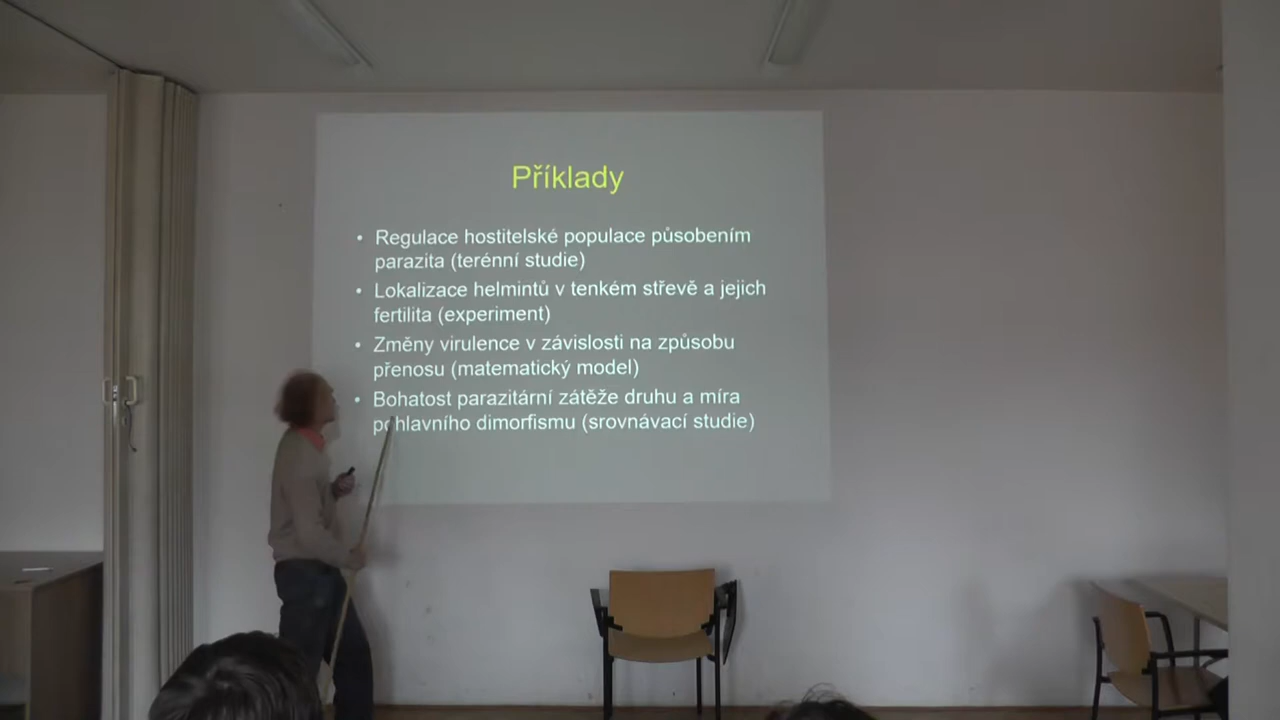 Příklady
• Regulace hostitelské populace působením
parazita (terénní studie)
• Lokalizace helmintů v tenkém střevě a jejich
fertilita (experiment)
• Změny virulence v závislosti na způsobu
přenosu (matematický model)
• Bohatost parazitární zátěže druhu a míra
pohlavního dimorfismu (srovnávací studie)